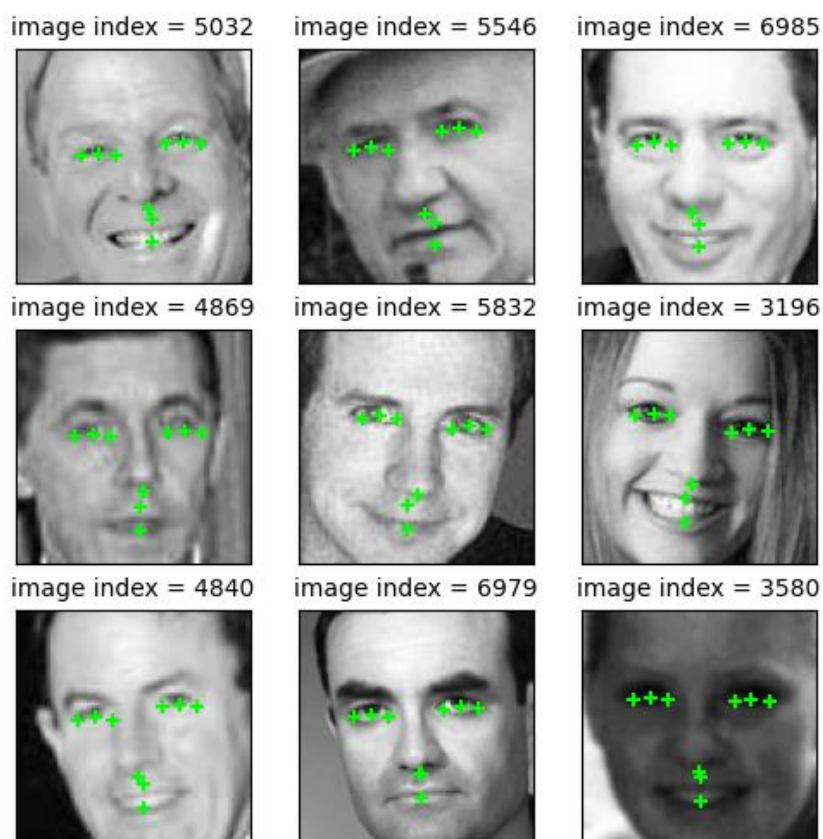 image index = 5032
image index = 5546
image index = 6985
image index = 4869
image index = 5832
image index = 3196
image index = 4840
image index = 6979
image index = 3580